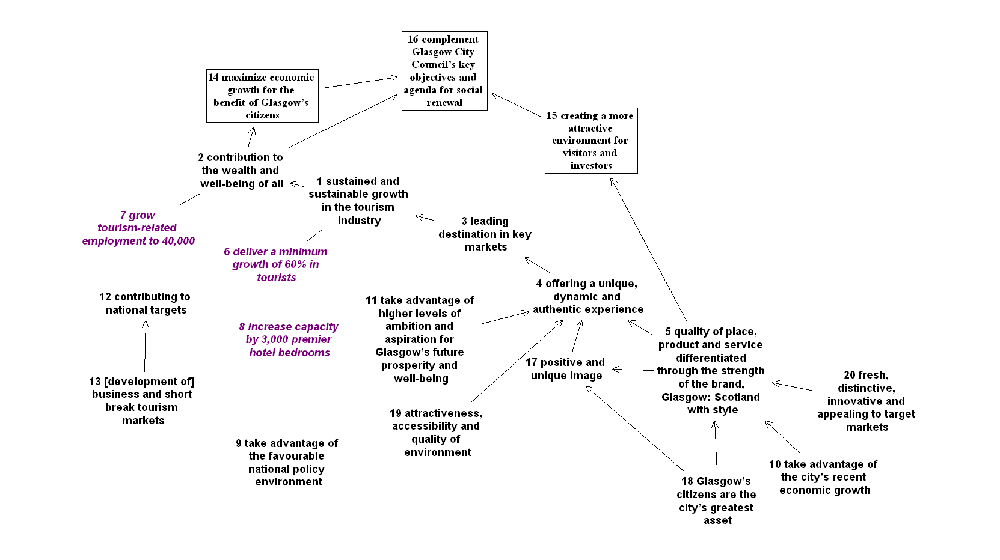 16 complement
Glasgow City
Council's key
objectives and
agenda for social
renewal
14 maximize economic
growth for the
benefit of Glasgow's
citizens
15 creating a more
attractive
environment for
visitors and
investors
2 contribution to
the wealth and
well-being of all
1 sustained and
sustainable growth
in the tourism
industry
7 grow
tourism-related
employment to 40,000
3 leading
destination in key
markets
6 deliver a minimum
growth of 60% in
tourists
4 offering a unique,
dynamic and
authentic experience
12 contributing to
national targets
11 take advantage of
higher levels of
ambition and
aspiration for
Glasgow's future
prosperity and
well-being
8 increase capacity
by 3,000 premier
hotel bedrooms
5 quality of place,
product and service
differentiated
through the strength
of the brand,
Glasgow: Scotland
with style
17 positive and
unique image
13 [development of]
business and short
break tourism
markets
20 fresh,
distinctive,
innovative and
appealing to target
markets
19 attractiveness,
accessibility and
quality of
environment
9 take advantage of
the favourable
national policy
environment
10 take advantage of
the city's recent
economic growth
18 Glasgow's
citizens are the
city's greatest
asset